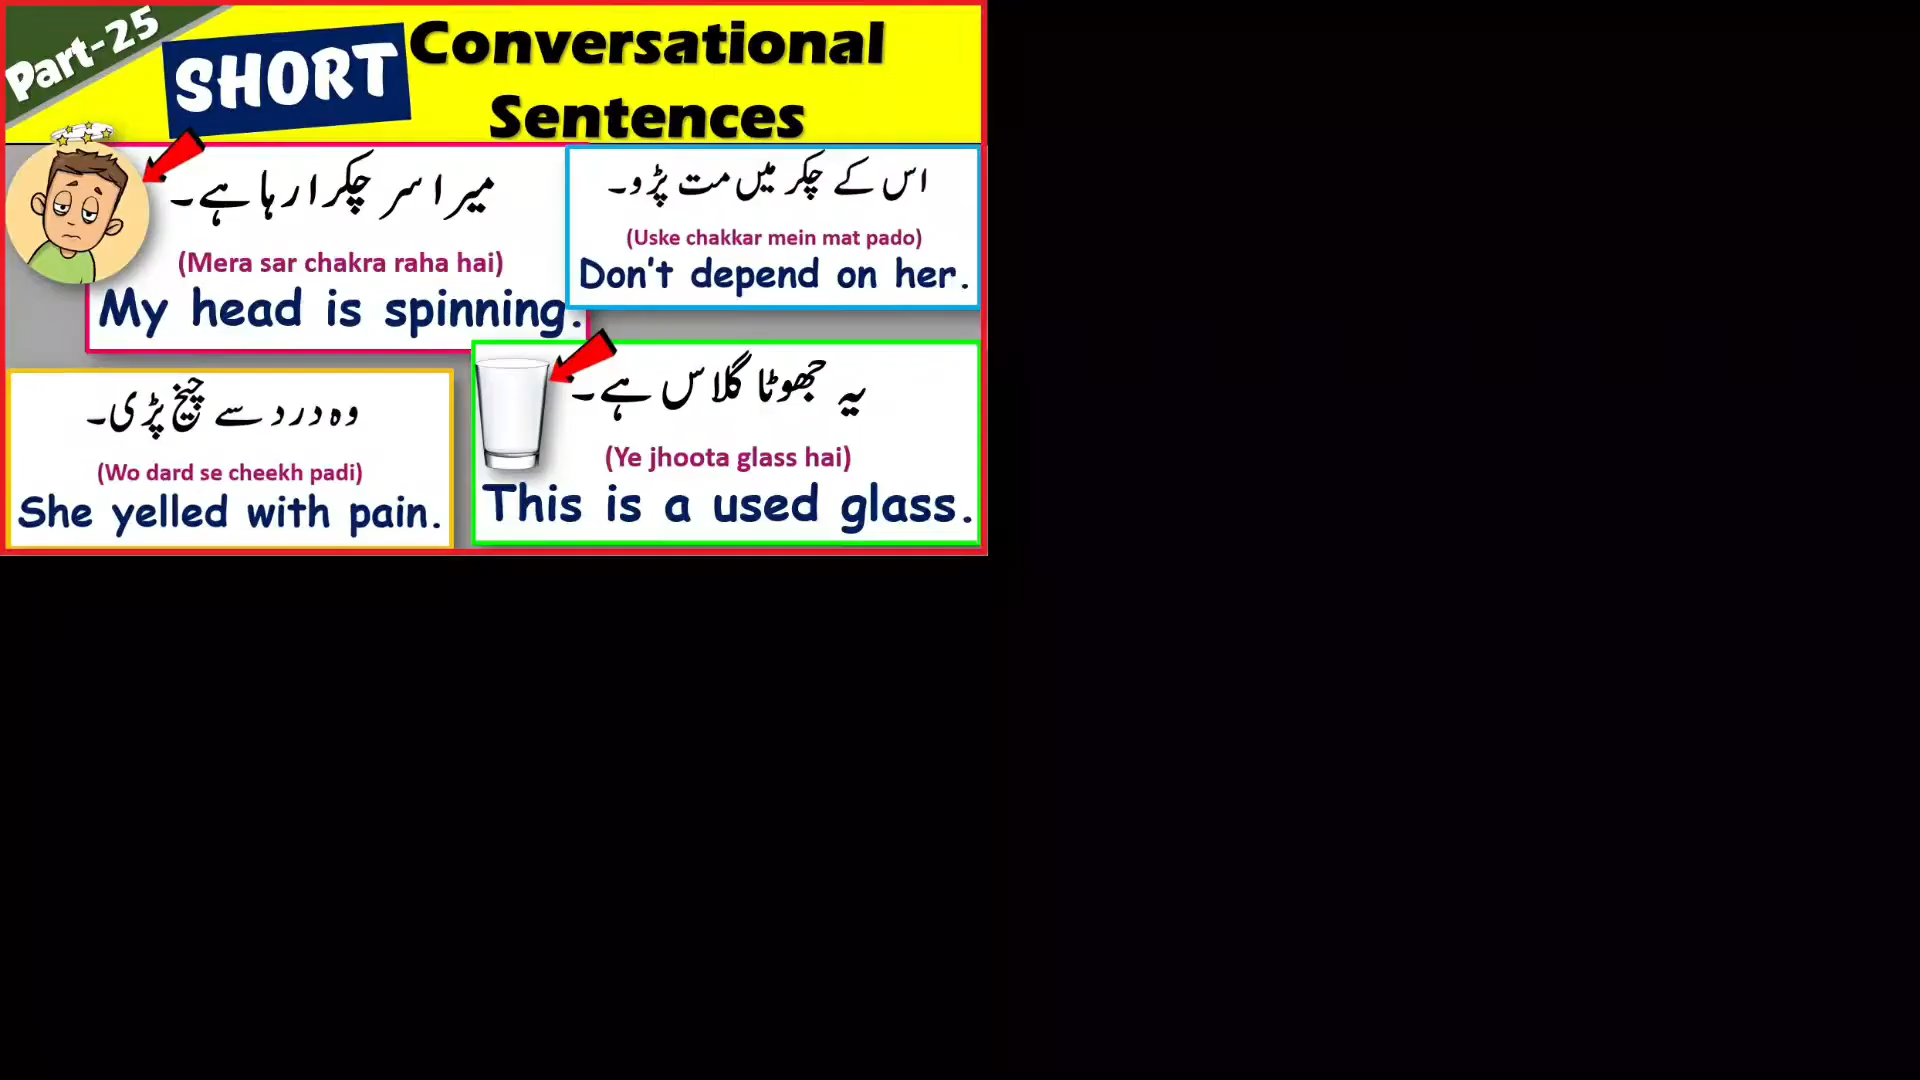 Part-25
SHORT
Conversational
Sentences
میرا سر چکرا رہا ہے۔
(Mera sar chakra raha hai)
My head is spinning.
اس کے چکر میں مت پڑو۔
(Uske chakkar mein mat pado)
Don't depend on her.
وہ درد سے چیخ پڑی۔
(Wo dard se cheekh padi)
She yelled with pain.
یہ جھوٹا گلاس ہے۔
(Ye jhoota glass hai)
This is a used glass.